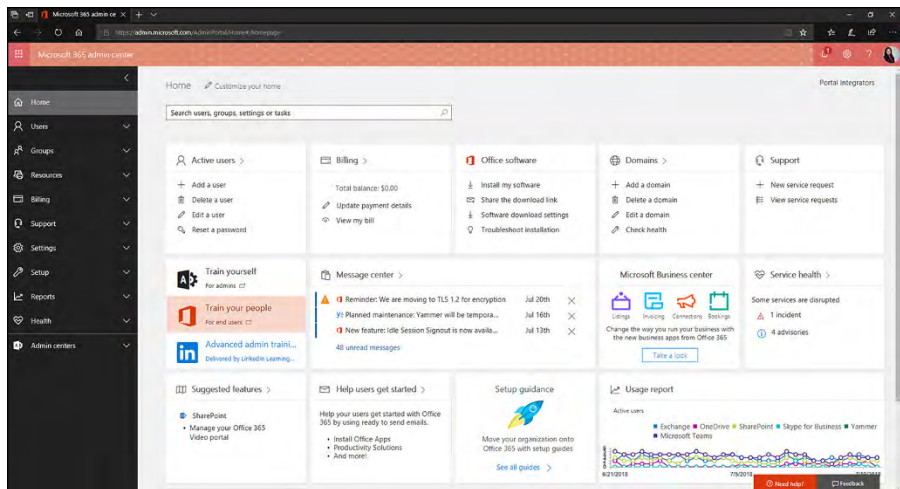 Microsoft 365 admin ce
https://admin.microsoft.com/AdminPortal/Home#/homepage
Microsoft 365 admin center
Home
Users
Groups
Resources
Billing
Support
Settings
Setup
Reports
Health
Admin centers
Home Customize your home
Portal Integrators
Search users, groups, settings or tasks
Active users >
+ Add a user
Delete a user
Edit a user
Reset a password
Billing >
Total balance: $0.00
Update payment details
View my bill
Office software
Install my software
Share the download link
Software download settings
Troubleshoot installation
Domains >
+ Add a domain
Delete a domain
Edit a domain
Check health
Support
+ New service request
View service requests
Train yourself
For admins
Train your people
For end users
Advanced admin traini...
Delivered by LinkedIn Learning...
Message center >
Reminder: We are moving to TLS 1.2 for encryption Jul 20th
Planned maintenance: Yammer will be tempora... Jul 16th
New feature: Idle Session Signout is now availa... Jul 13th
48 unread messages
Microsoft Business center
Listings Invoicing Connections Bookings
Change the way you run your business with
the new business apps from Office 365
Take a look
Service health >
Some services are disrupted
1 incident
4 advisories
Suggested features >
SharePoint
• Manage your Office 365
Video portal
Help users get started >
Help your users get started with Office
365 by using ready to send emails.
• Install Office Apps
• Productivity Solutions
• And more!
Setup guidance
Move your organization onto
Office 365 with setup guides
See all guides >
Usage report
Active users
Exchange OneDrive SharePoint Skype for Business Yammer
Microsoft Teams
6/21/2018 7/5/2018
Need help?
Feedback